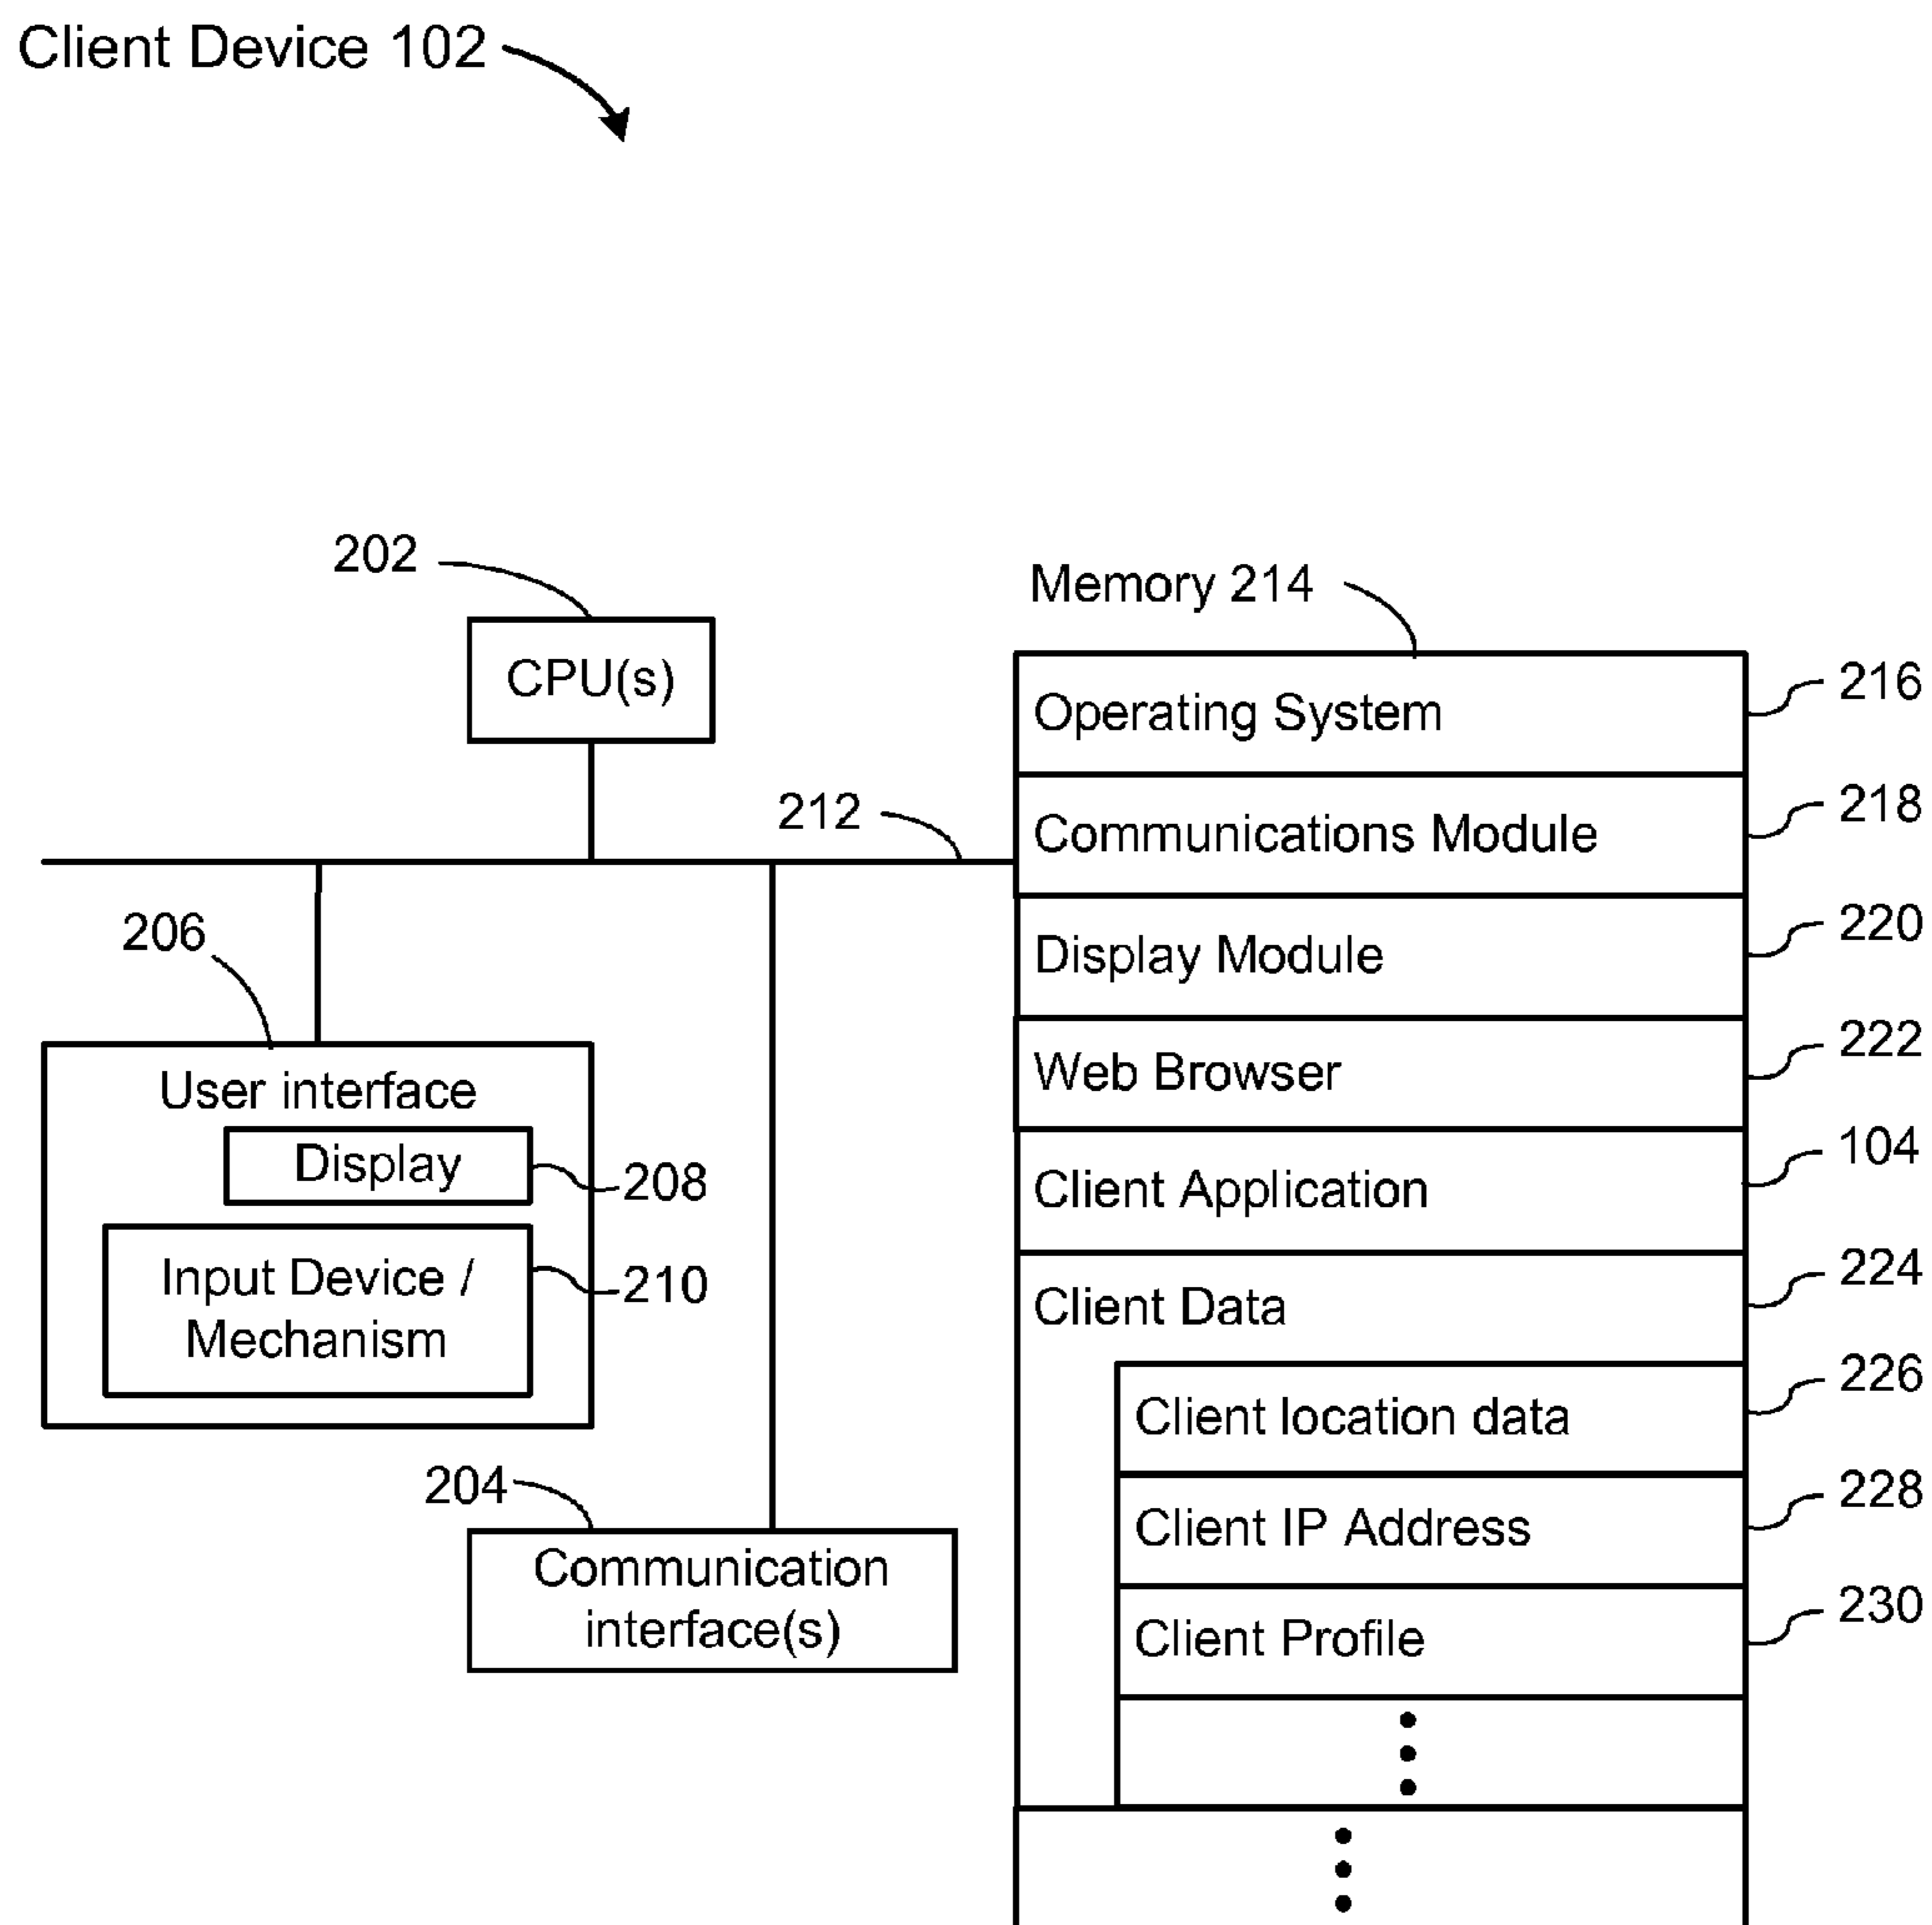 Client Device 102
202
CPU(s)
212
206
User interface
Display
208
Input Device /
Mechanism
210
204
Communication
interface(s)
Memory 214
Operating System
216
Communications Module
218
Display Module
220
Web Browser
222
Client Application
104
Client Data
224
Client location data
226
Client IP Address
228
Client Profile
230